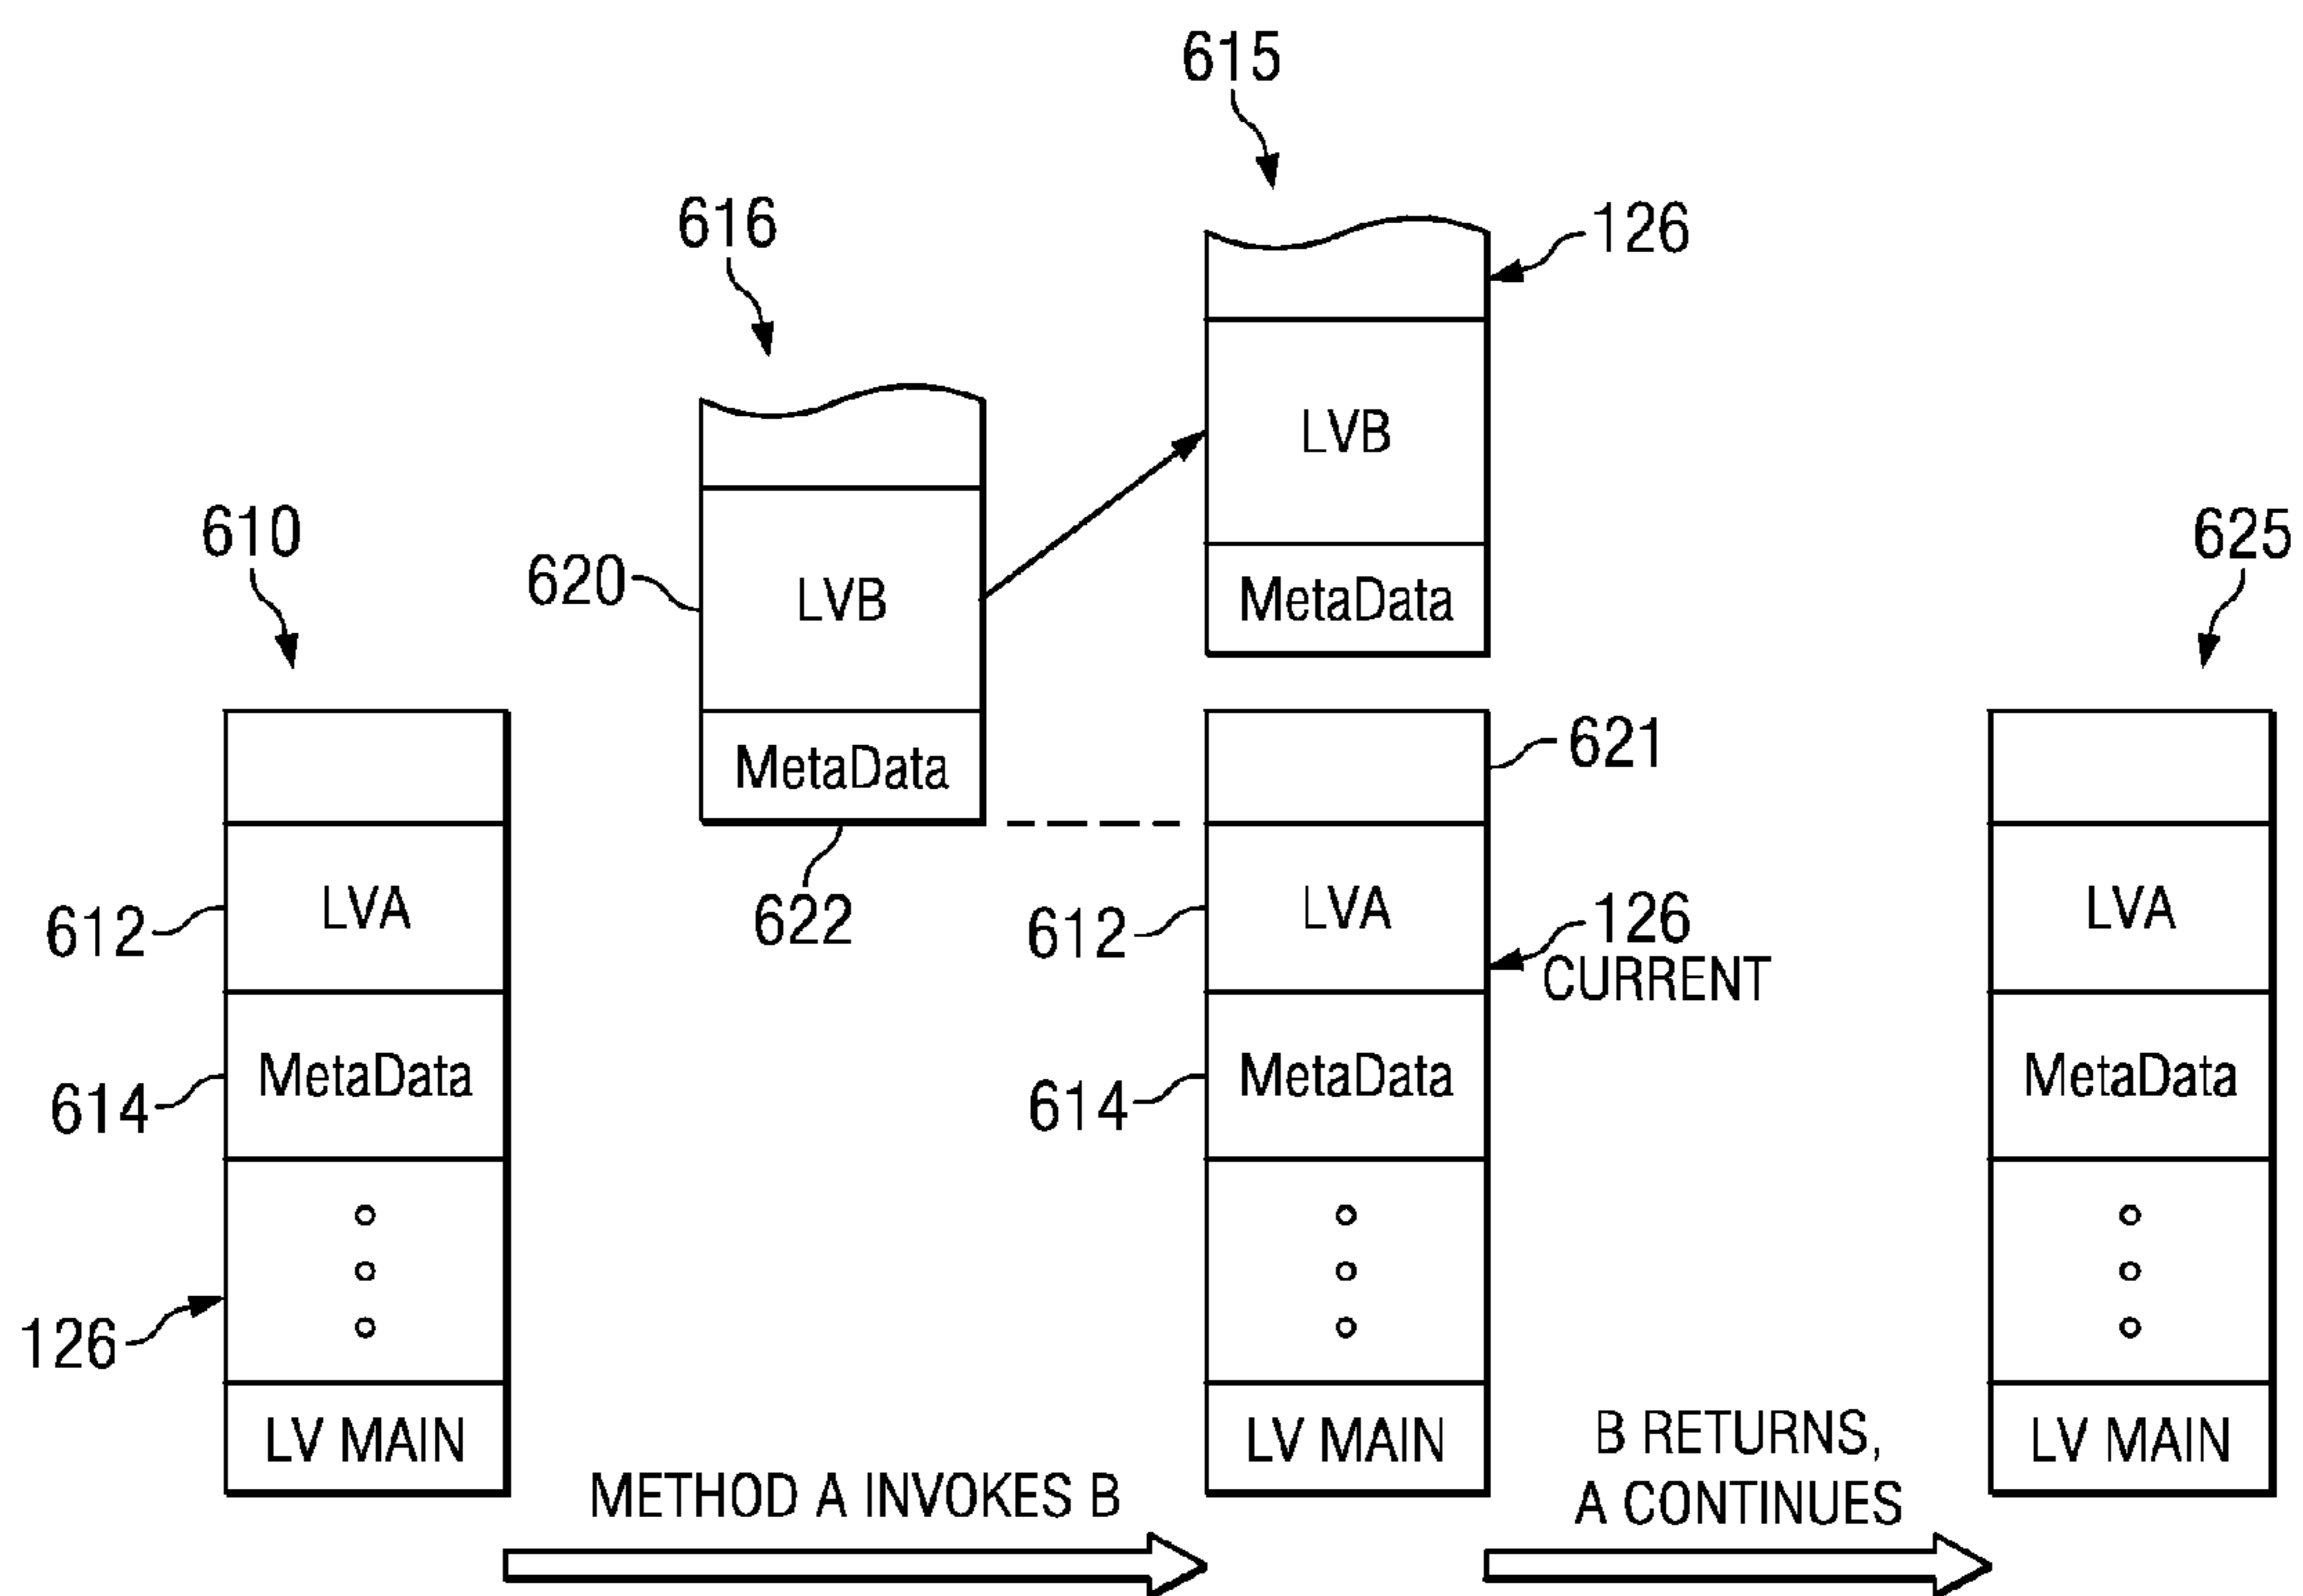 615
616
126
610
620
LVB
LVB
MetaData
625
MetaData
621
622
612
LVA
612
LVA
126
CURRENT
LVA
614
MetaData
614
MetaData
MetaData
126
LV MAIN
LV MAIN
LV MAIN
METHOD A INVOKES B
B RETURNS,
A CONTINUES